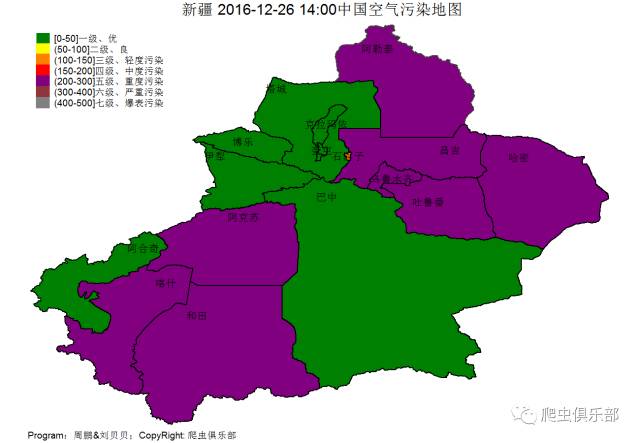 新疆 2016-12-26 14:00中国空气污染地图
[0-50]一级、优
(50-100]二级、良
(100-150]三级、轻度污染
(150-200]四级、中度污染
(200-300]五级、重度污染
(300-400]六级、严重污染
(400-500]七级、爆表污染
阿勒泰
塔城
克拉玛依
博乐
伊犁
石河子
昌吉
哈密
乌鲁木齐
吐鲁番
巴中
阿克苏
阿合奇
喀什
和田
Program：周鹏&刘贝贝；CopyRight: 爬虫俱乐部
爬虫俱乐部